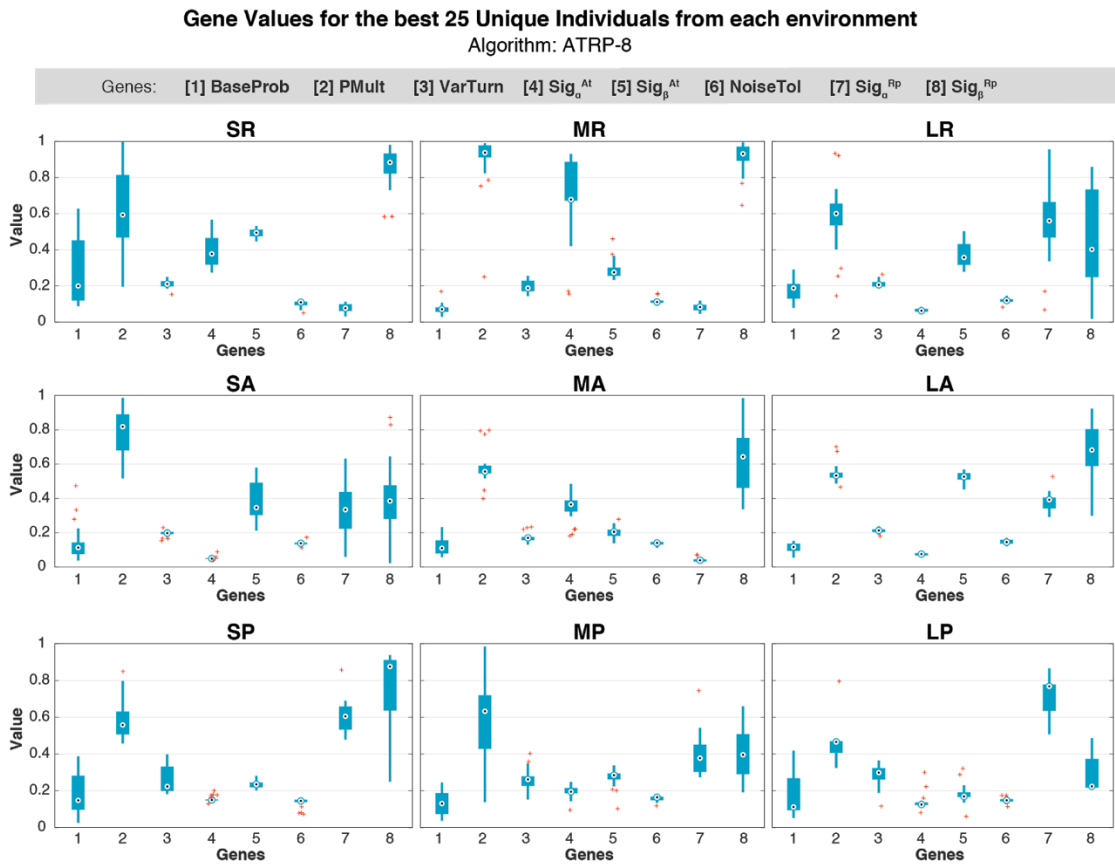 Gene Values for the best 25 Unique Individuals from each environment
Algorithm: ATRP-8
Genes: [1] BaseProb [2] PMult [3] VarTurn [4] Sig_α^At [5] Sig_β^At [6] NoiseTol [7] Sig_α^Rp [8] Sig_β^Rp
SR MR LR
1
0.8
0.6
0.4
0.2
0
Value
1 2 3 4 5 6 7 8 1 2 3 4 5 6 7 8 1 2 3 4 5 6 7 8
Genes Genes Genes
SA MA LA
1
0.8
0.6
0.4
0.2
0
Value
1 2 3 4 5 6 7 8 1 2 3 4 5 6 7 8 1 2 3 4 5 6 7 8
Genes Genes Genes
SP MP LP
1
0.8
0.6
0.4
0.2
0
Value
1 2 3 4 5 6 7 8 1 2 3 4 5 6 7 8 1 2 3 4 5 6 7 8
Genes Genes Genes